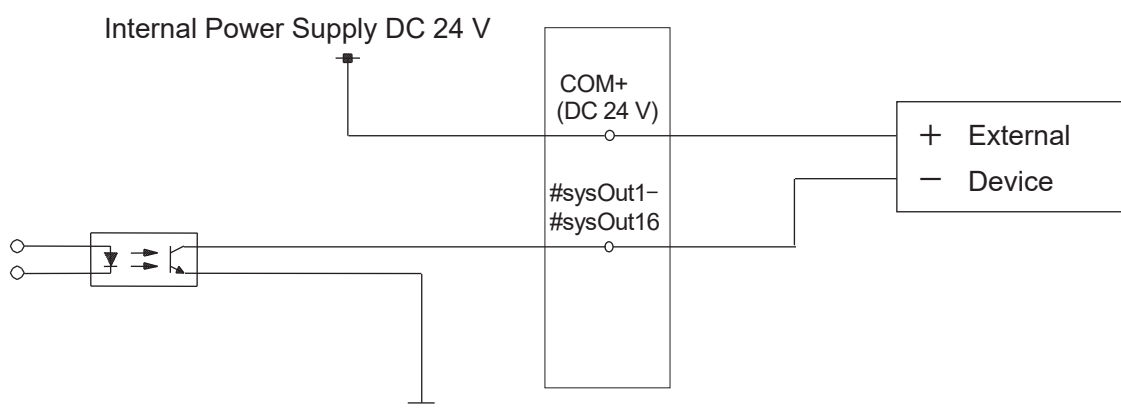 Internal Power Supply DC 24 V
COM+
(DC 24 V)
+ External
− Device
#sysOut1−
#sysOut16